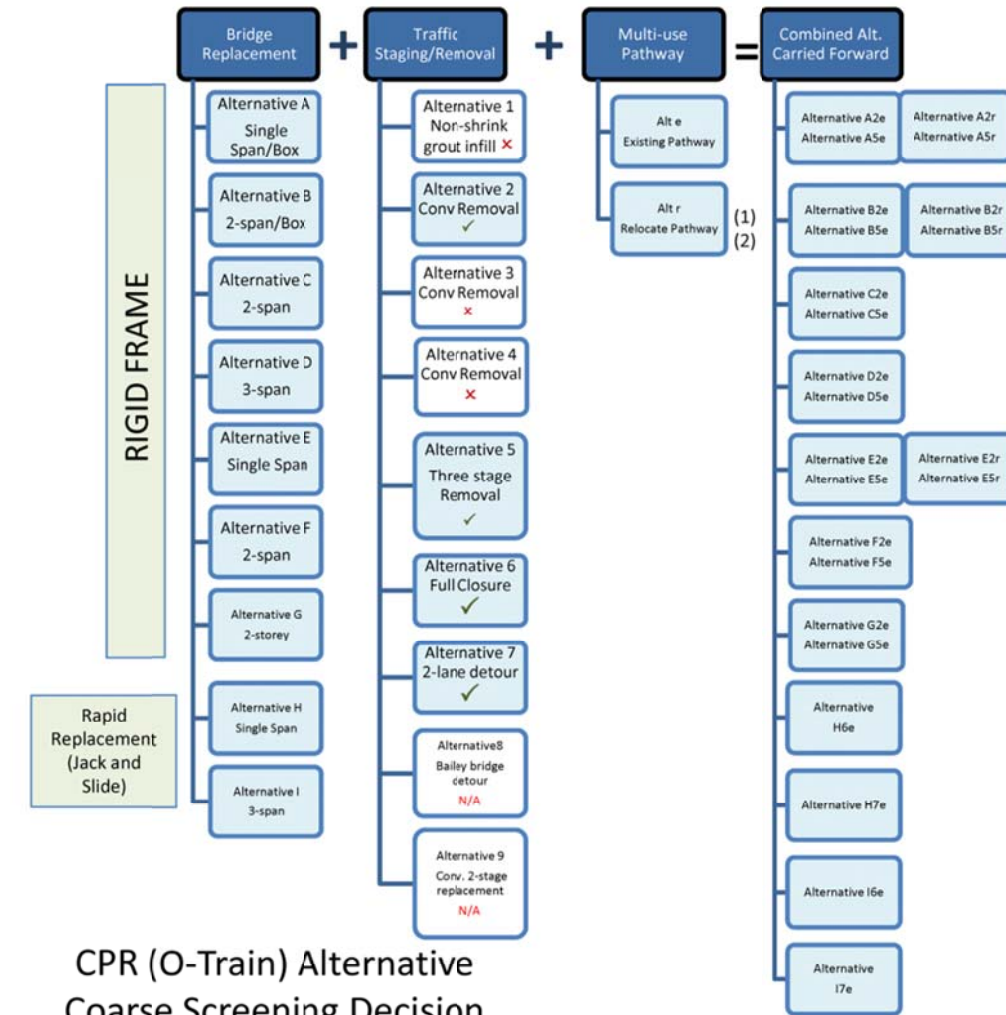 Bridge
Replacement
+
Traffic
Staging/Removal
+
Multi-use
Pathway
=
Combined Alt.
Carried Forward
RIGID FRAME
Rapid
Replacement
(Jack and
Slide)
Alternative A
Single
Span/Box
Alternative B
2-span/Box
Alternative C
2-span
Alternative D
3-span
Alternative E
Single Span
Alternative F
2-span
Alternative G
2-storey
Alternative H
Single Span
Alternative I
3-span
Alternative 1
Non-shrink
grout infill ×
Alternative 2
Conv Removal
✓
Alternative 3
Conv Removal
×
Alternative 4
Conv Removal
×
Alternative 5
Three stage
Removal
✓
Alternative 6
Full Closure
✓
Alternative 7
2-lane detour
✓
Alternative8
Bailey bridge
detour
N/A
Alternative 9
Conv. 2-stage
replacement
N/A
Alt e
Existing Pathway
Alt r
Relocate Pathway
(1)
(2)
Alternative A2e
Alternative A5e
Alternative A2r
Alternative A5r
Alternative B2e
Alternative B5e
Alternative B2r
Alternative B5r
Alternative C2e
Alternative C5e
Alternative D2e
Alternative D5e
Alternative E2e
Alternative E5e
Alternative E2r
Alternative E5r
Alternative F2e
Alternative F5e
Alternative G2e
Alternative G5e
Alternative
H6e
Alternative H7e
Alternative I6e
Alternative
I7e
CPR (O-Train) Alternative
Coarse Screening Decision